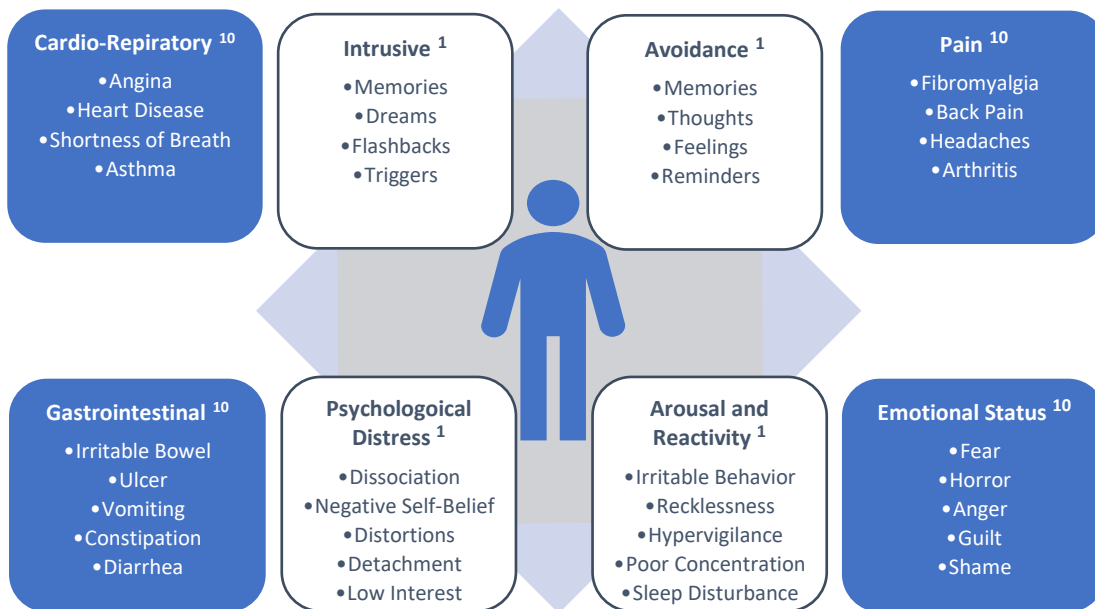 Cardio-Repiratory 10
•Angina
•Heart Disease
•Shortness of Breath
•Asthma
Intrusive 1
•Memories
•Dreams
•Flashbacks
•Triggers
Avoidance 1
•Memories
•Thoughts
•Feelings
•Reminders
Pain 10
•Fibromyalgia
•Back Pain
•Headaches
•Arthritis
Gastrointestinal 10
•Irritable Bowel
•Ulcer
•Vomiting
•Constipation
•Diarrhea
Psychologoical
Distress 1
•Dissociation
•Negative Self-Belief
•Distortions
•Detachment
•Low Interest
Arousal and
Reactivity 1
•Irritable Behavior
•Recklessness
•Hypervigilance
•Poor Concentration
•Sleep Disturbance
Emotional Status 10
•Fear
•Horror
•Anger
•Guilt
•Shame